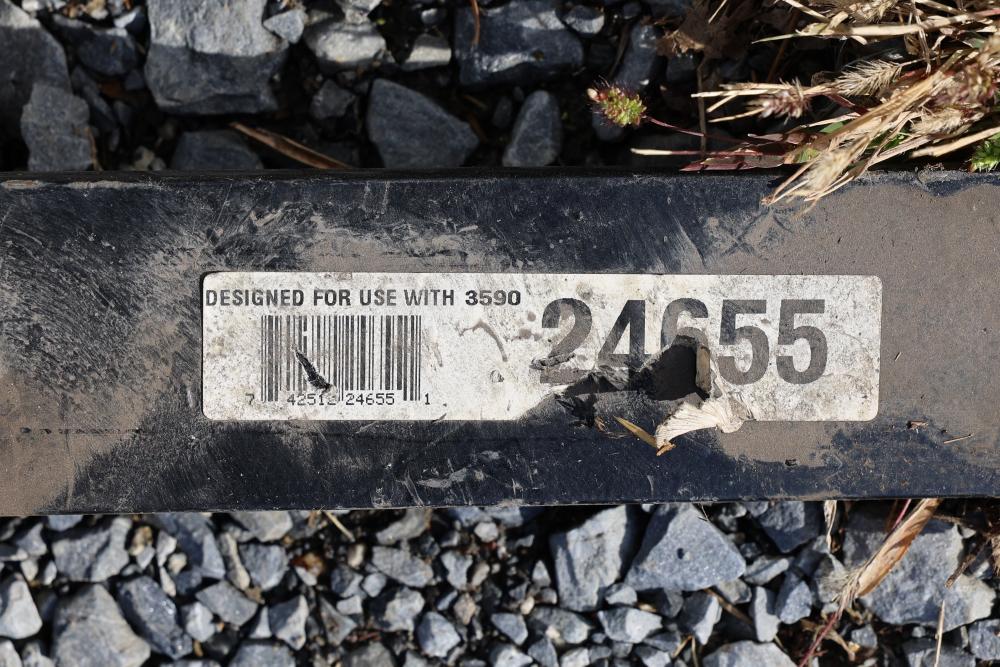 DESIGNED FOR USE WITH 3590
24655
7 42512 24655 1